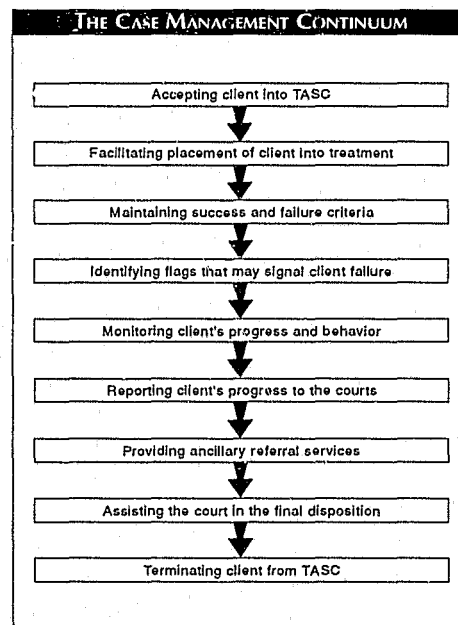 THE CASE MANAGEMENT CONTINUUM
Accepting client into TASC
Facilitating placement of client into treatment
Maintaining success and failure criteria
Identifying flags that may signal client failure
Monitoring client's progress and behavior
Reporting client's progress to the courts
Providing ancillary referral services
Assisting the court in the final disposition
Terminating client from TASC